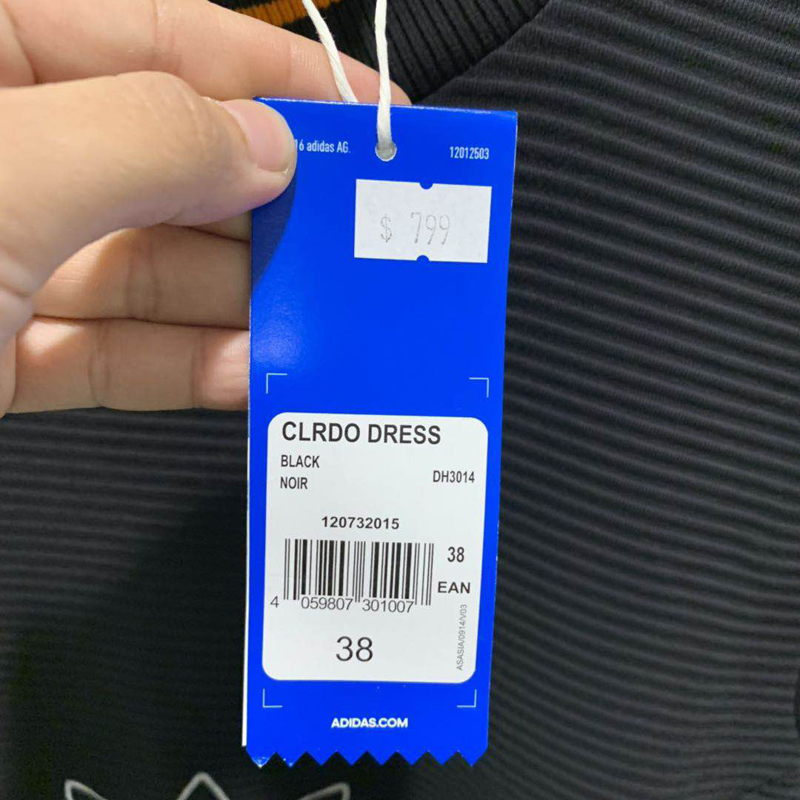 16 adidas AG.
12012503
$ 799
CLRDO DRESS
BLACK
NOIR
DH3014
120732015
38
EAN
4 059807 301007
38
ASASIA/0914/V03
ADIDAS.COM